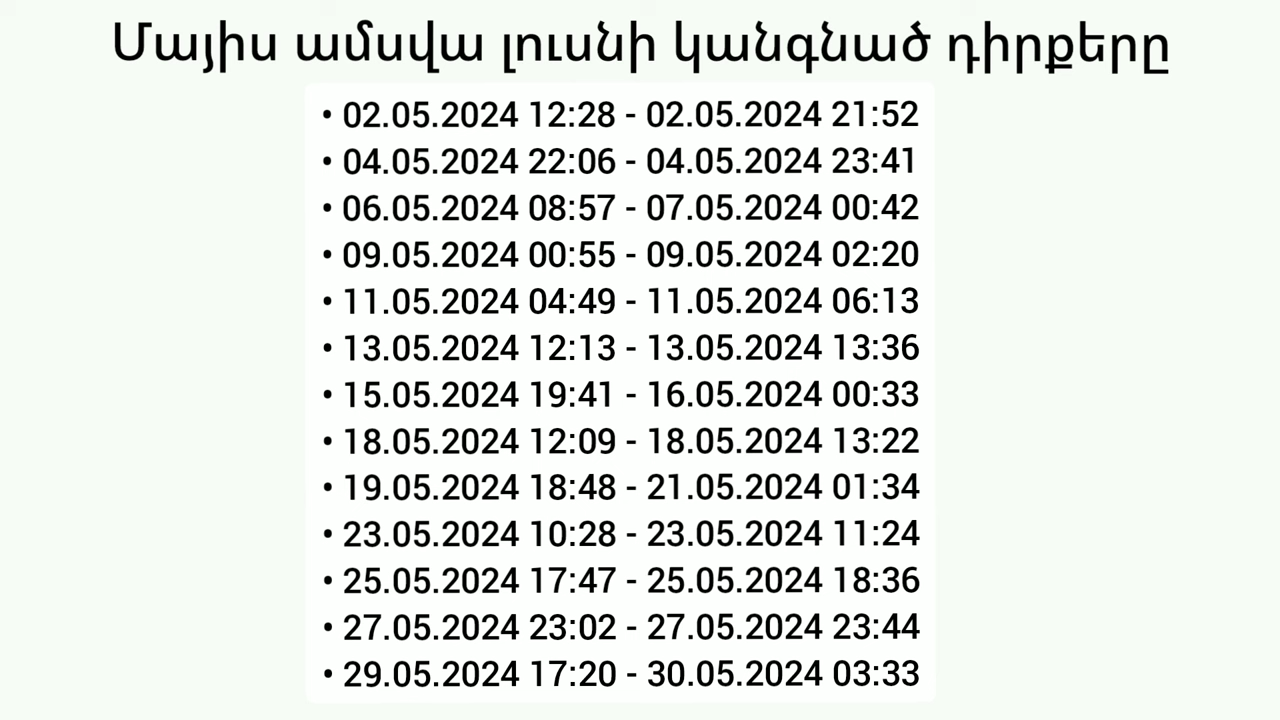 Մայիս ամսվա լուսնի կանգնած դիրքերը
• 02.05.2024 12:28 - 02.05.2024 21:52
• 04.05.2024 22:06 - 04.05.2024 23:41
• 06.05.2024 08:57 - 07.05.2024 00:42
• 09.05.2024 00:55 - 09.05.2024 02:20
• 11.05.2024 04:49 - 11.05.2024 06:13
• 13.05.2024 12:13 - 13.05.2024 13:36
• 15.05.2024 19:41 - 16.05.2024 00:33
• 18.05.2024 12:09 - 18.05.2024 13:22
• 19.05.2024 18:48 - 21.05.2024 01:34
• 23.05.2024 10:28 - 23.05.2024 11:24
• 25.05.2024 17:47 - 25.05.2024 18:36
• 27.05.2024 23:02 - 27.05.2024 23:44
• 29.05.2024 17:20 - 30.05.2024 03:33